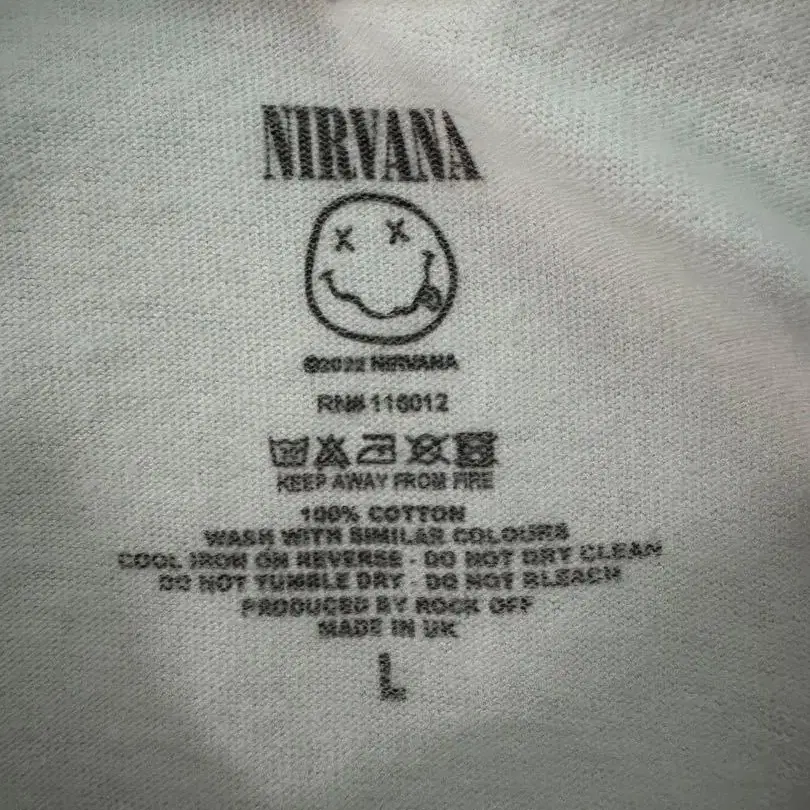 NIRVANA
©2022 NIRVANA
RN# 116012
KEEP AWAY FROM FIRE
100% COTTON
WASH WITH SIMILAR COLOURS
COOL IRON ON REVERSE - DO NOT DRY CLEAN
DO NOT TUMBLE DRY - DO NOT BLEACH
PRODUCED BY ROCK OFF
MADE IN UK
L